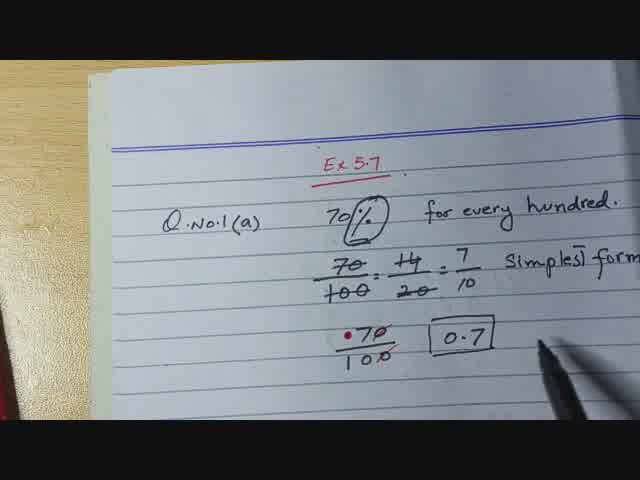 Ex 5.7
Q.No.1(a) 70% for every hundred.
70/100 = 14/20 = 7/10 Simplest form
.70/100 0.7